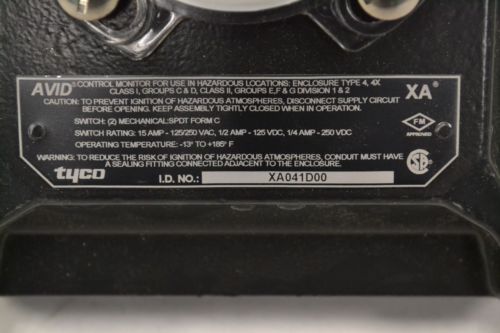 AVID® CONTROL MONITOR FOR USE IN HAZARDOUS LOCATIONS: ENCLOSURE TYPE 4, 4X XA®
CLASS I, GROUPS C & D, CLASS II, GROUPS E,F & G DIVISION 1 & 2
CAUTION: TO PREVENT IGNITION OF HAZARDOUS ATMOSPHERES, DISCONNECT SUPPLY CIRCUIT
BEFORE OPENING. KEEP ASSEMBLY TIGHTLY CLOSED WHEN IN OPERATION.
SWITCH: (2) MECHANICAL:SPDT FORM C
FM
APPROVED
SWITCH RATING: 15 AMP - 125/250 VAC, 1/2 AMP - 125 VDC, 1/4 AMP - 250 VDC
OPERATING TEMPERATURE: -13° TO +185° F
WARNING: TO REDUCE THE RISK OF IGNITION OF HAZARDOUS ATMOSPHERES, CONDUIT MUST HAVE
A SEALING FITTING CONNECTED ADJACENT TO THE ENCLOSURE.
SA
tyco I.D. NO.: XA041D00